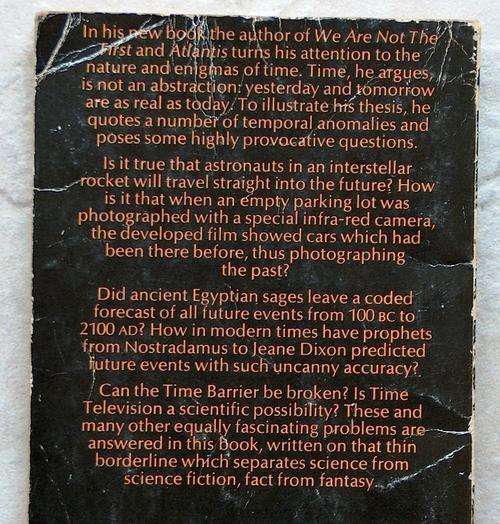 In his new book the author of We Are Not The
First and Atlantis turns his attention to the
nature and enigmas of time. Time, he argues,
is not an abstraction: yesterday and tomorrow
are as real as today. To illustrate his thesis, he
quotes a number of temporal anomalies and
poses some highly provocative questions.
Is it true that astronauts in an interstellar
rocket will travel straight into the future? How
is it that when an empty parking lot was
photographed with a special infra-red camera,
the developed film showed cars which had
been there before, thus photographing
the past?
Did ancient Egyptian sages leave a coded
forecast of all future events from 100 BC to
2100 AD? How in modern times have prophets
from Nostradamus to Jeane Dixon predicted
future events with such uncanny accuracy?
Can the Time Barrier be broken? Is Time
Television a scientific possibility? These and
many other equally fascinating problems are
answered in this book, written on that thin
borderline which separates science from
science fiction, fact from fantasy.